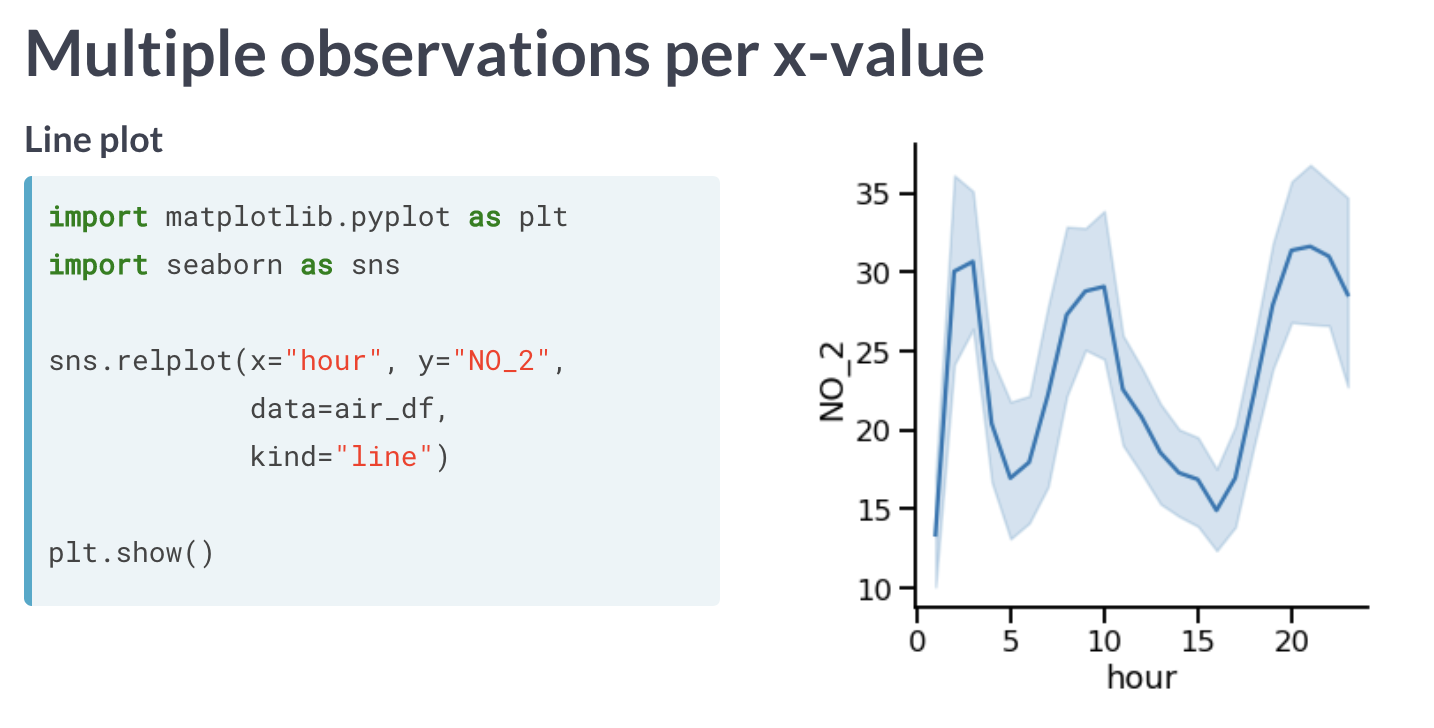 Multiple observations per x-value
Line plot
import matplotlib.pyplot as plt
import seaborn as sns
sns.relplot(x="hour", y="NO_2",
            data=air_df,
            kind="line")
plt.show()
NO_2
35
30
25
20
15
10
0 5 10 15 20
hour